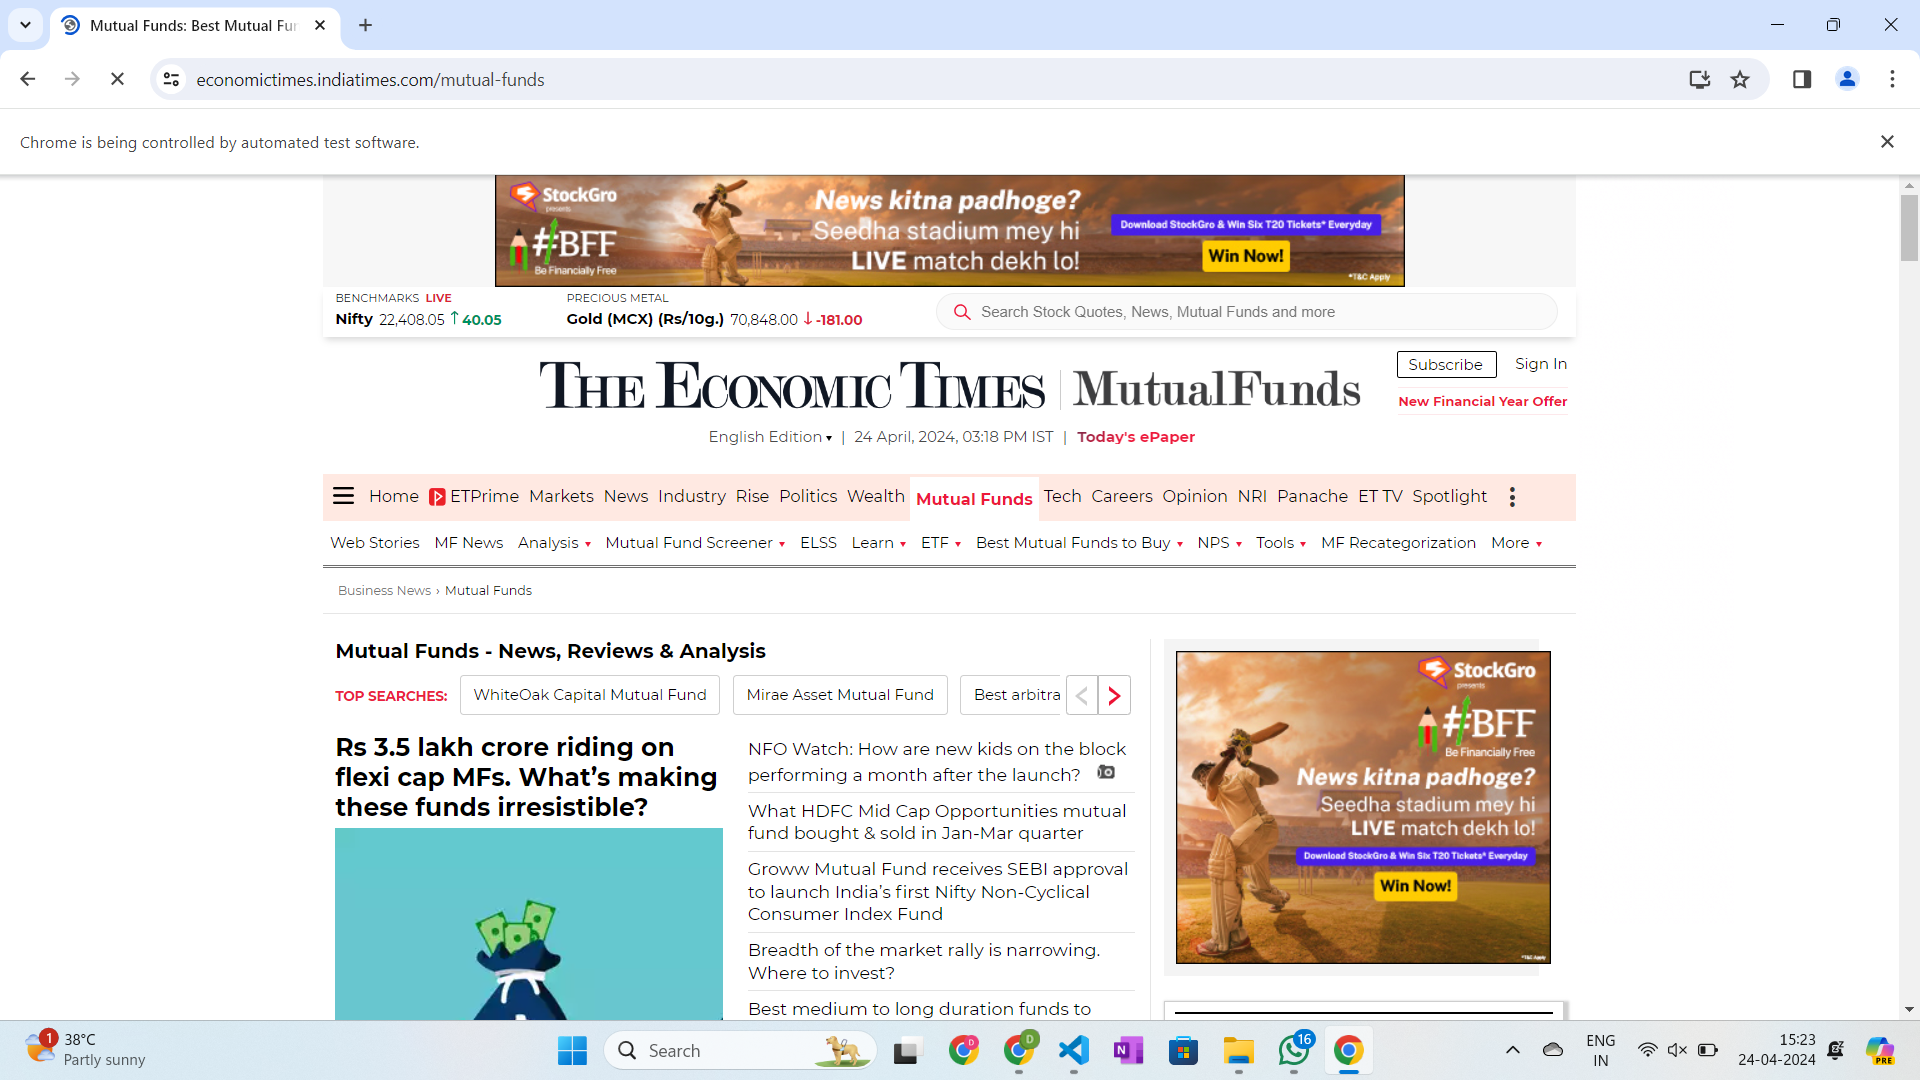 Mutual Funds: Best Mutual Fun
economictimes.indiatimes.com/mutual-funds
Chrome is being controlled by automated test software.
StockGro
presents
#BFF
Be Financially Free
News kitna padhoge?
Seedha stadium mey hi
LIVE match dekh lo!
Download StockGro & Win Six T20 Tickets* Everyday
Win Now!
*T&C Apply
BENCHMARKS LIVE
Nifty 22,408.05 ↑ 40.05
PRECIOUS METAL
Gold (MCX) (Rs/10g.) 70,848.00 ↓ -181.00
Search Stock Quotes, News, Mutual Funds and more
THE ECONOMIC TIMES | MutualFunds
Subscribe Sign In
New Financial Year Offer
English Edition ▾ | 24 April, 2024, 03:18 PM IST | Today's ePaper
Home ETPrime Markets News Industry Rise Politics Wealth Mutual Funds Tech Careers Opinion NRI Panache ET TV Spotlight
Web Stories MF News Analysis Mutual Fund Screener ELSS Learn ETF Best Mutual Funds to Buy NPS Tools MF Recategorization More
Business News › Mutual Funds
Mutual Funds - News, Reviews & Analysis
TOP SEARCHES: WhiteOak Capital Mutual Fund Mirae Asset Mutual Fund Best arbitra
Rs 3.5 lakh crore riding on
flexi cap MFs. What’s making
these funds irresistible?
NFO Watch: How are new kids on the block
performing a month after the launch?
What HDFC Mid Cap Opportunities mutual
fund bought & sold in Jan-Mar quarter
Groww Mutual Fund receives SEBI approval
to launch India’s first Nifty Non-Cyclical
Consumer Index Fund
Breadth of the market rally is narrowing.
Where to invest?
Best medium to long duration funds to
StockGro
presents
#BFF
Be Financially Free
News kitna padhoge?
Seedha stadium mey hi
LIVE match dekh lo!
Download StockGro & Win Six T20 Tickets* Everyday
Win Now!
*T&C Apply
1
38°C
Partly sunny
Search
D
D
N
16
ENG
IN
15:23
24-04-2024
PRE